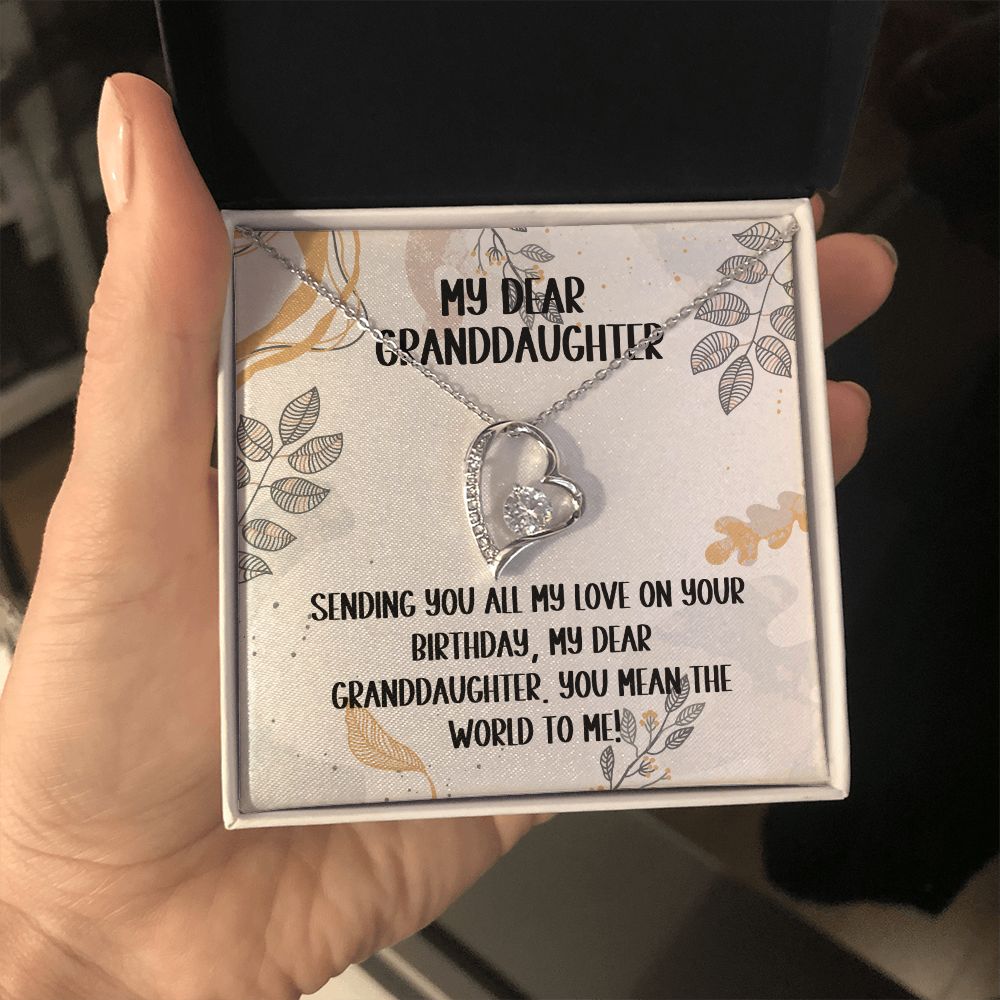 MY DEAR
GRANDDAUGHTER
SENDING YOU ALL MY LOVE ON YOUR
BIRTHDAY, MY DEAR
GRANDDAUGHTER. YOU MEAN THE
WORLD TO ME!